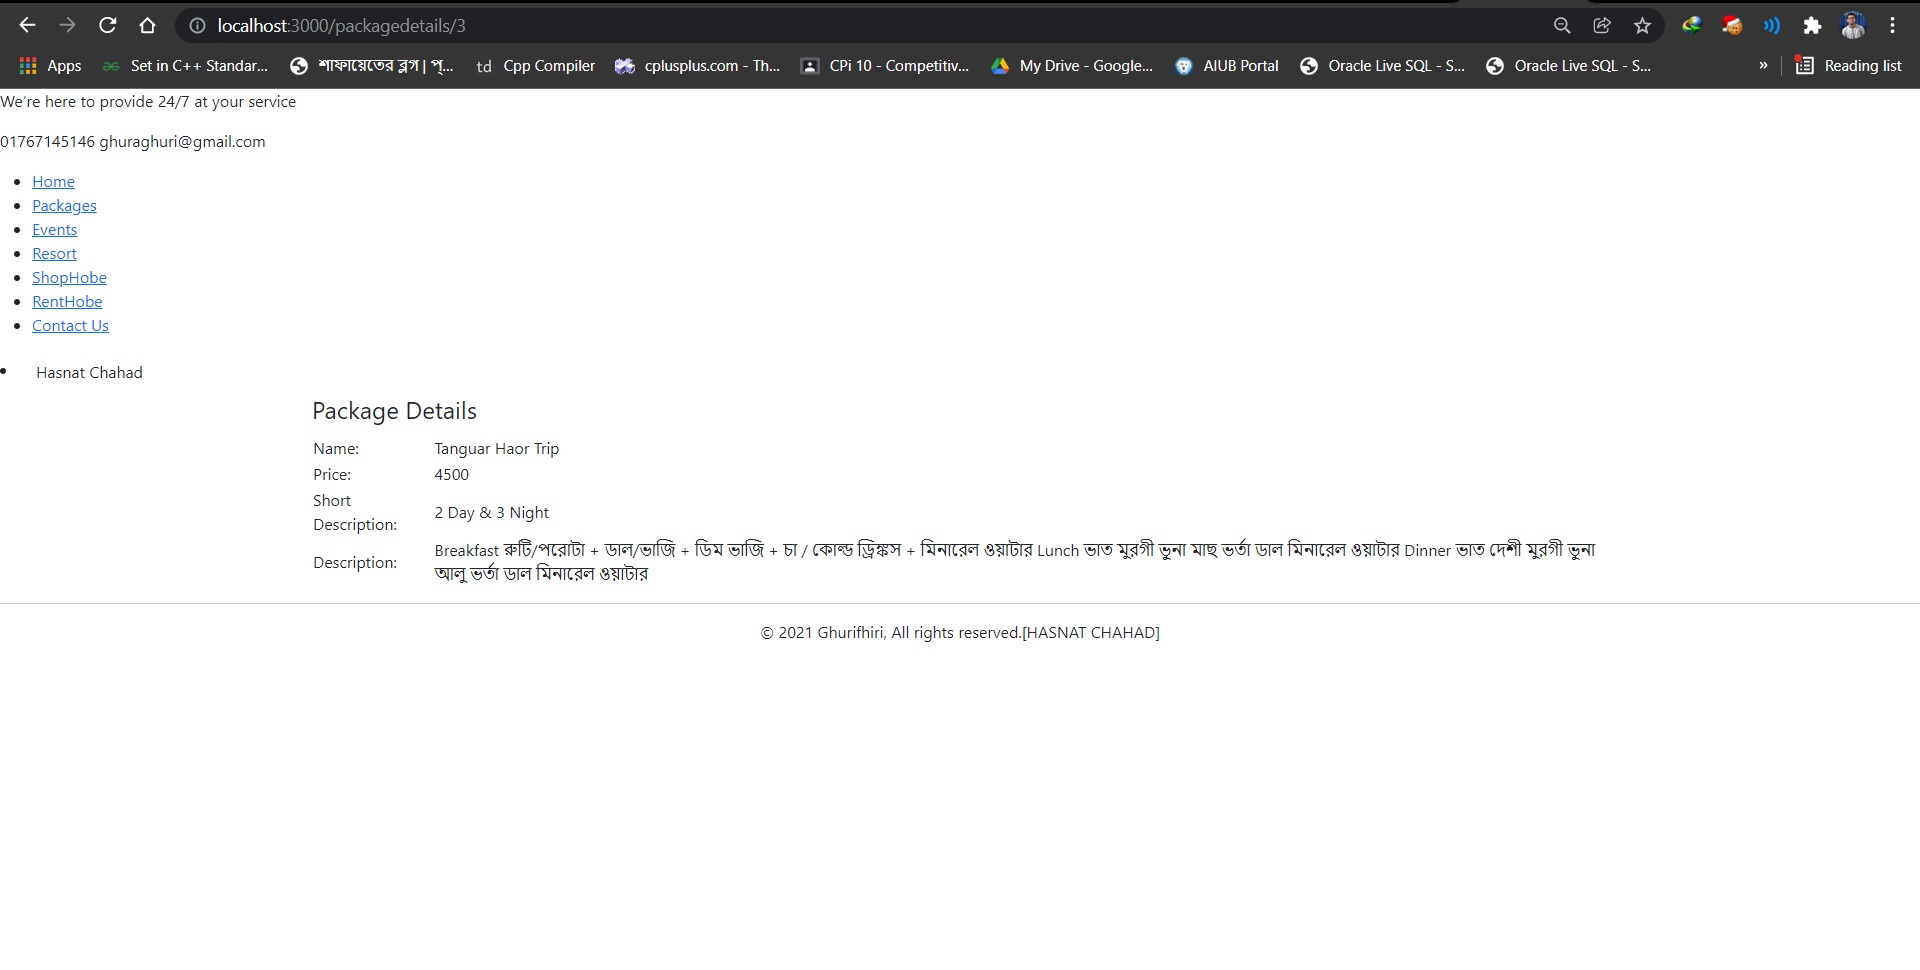 localhost:3000/packagedetails/3
Apps Set in C++ Standar... শাফায়েতের ব্লগ | প্... td Cpp Compiler cplusplus.com - Th... CPi 10 - Competitiv... My Drive - Google... AIUB Portal Oracle Live SQL - S... Oracle Live SQL - S... » Reading list
We're here to provide 24/7 at your service
01767145146 ghuraghuri@gmail.com
Home
Packages
Events
Resort
ShopHobe
RentHobe
Contact Us
Hasnat Chahad
Package Details
Name: Tanguar Haor Trip
Price: 4500
Short
Description: 2 Day & 3 Night
Description: Breakfast রুটি/পরোটা + ডাল/ভাজি + ডিম ভাজি + চা / কোল্ড ড্রিঙ্কস + মিনারেল ওয়াটার Lunch ভাত মুরগী ভুনা মাছ ভর্তা ডাল মিনারেল ওয়াটার Dinner ভাত দেশী মুরগী ভুনা
আলু ভর্তা ডাল মিনারেল ওয়াটার
© 2021 Ghurifhiri, All rights reserved.[HASNAT CHAHAD]